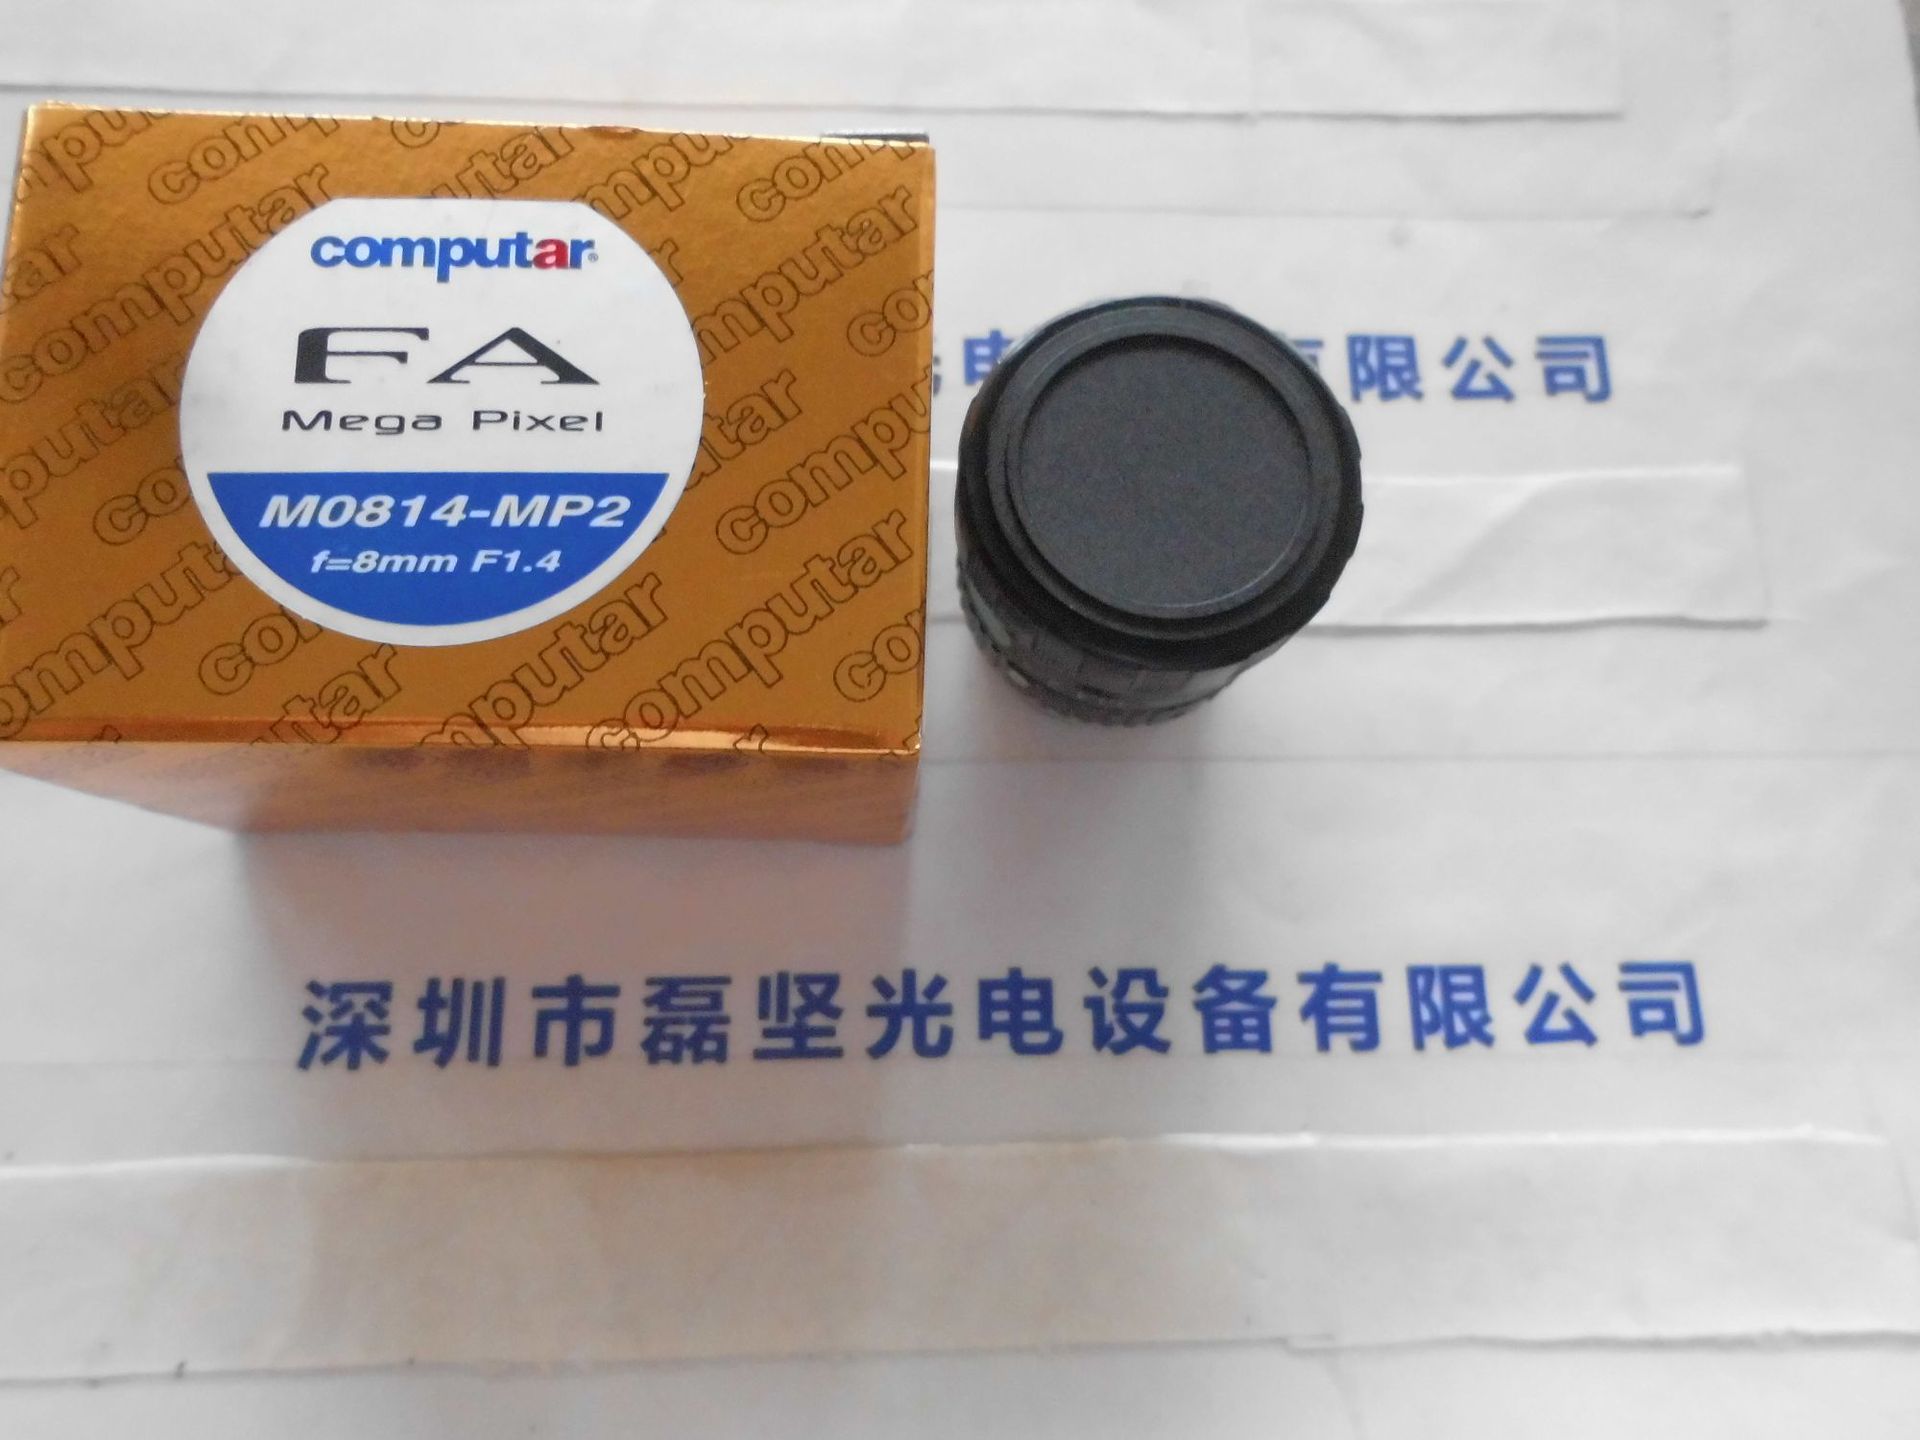 computar
FA
Mega Pixel
M0814-MP2
f=8mm F1.4
有限公司
深圳市磊坚光电设备有限公司